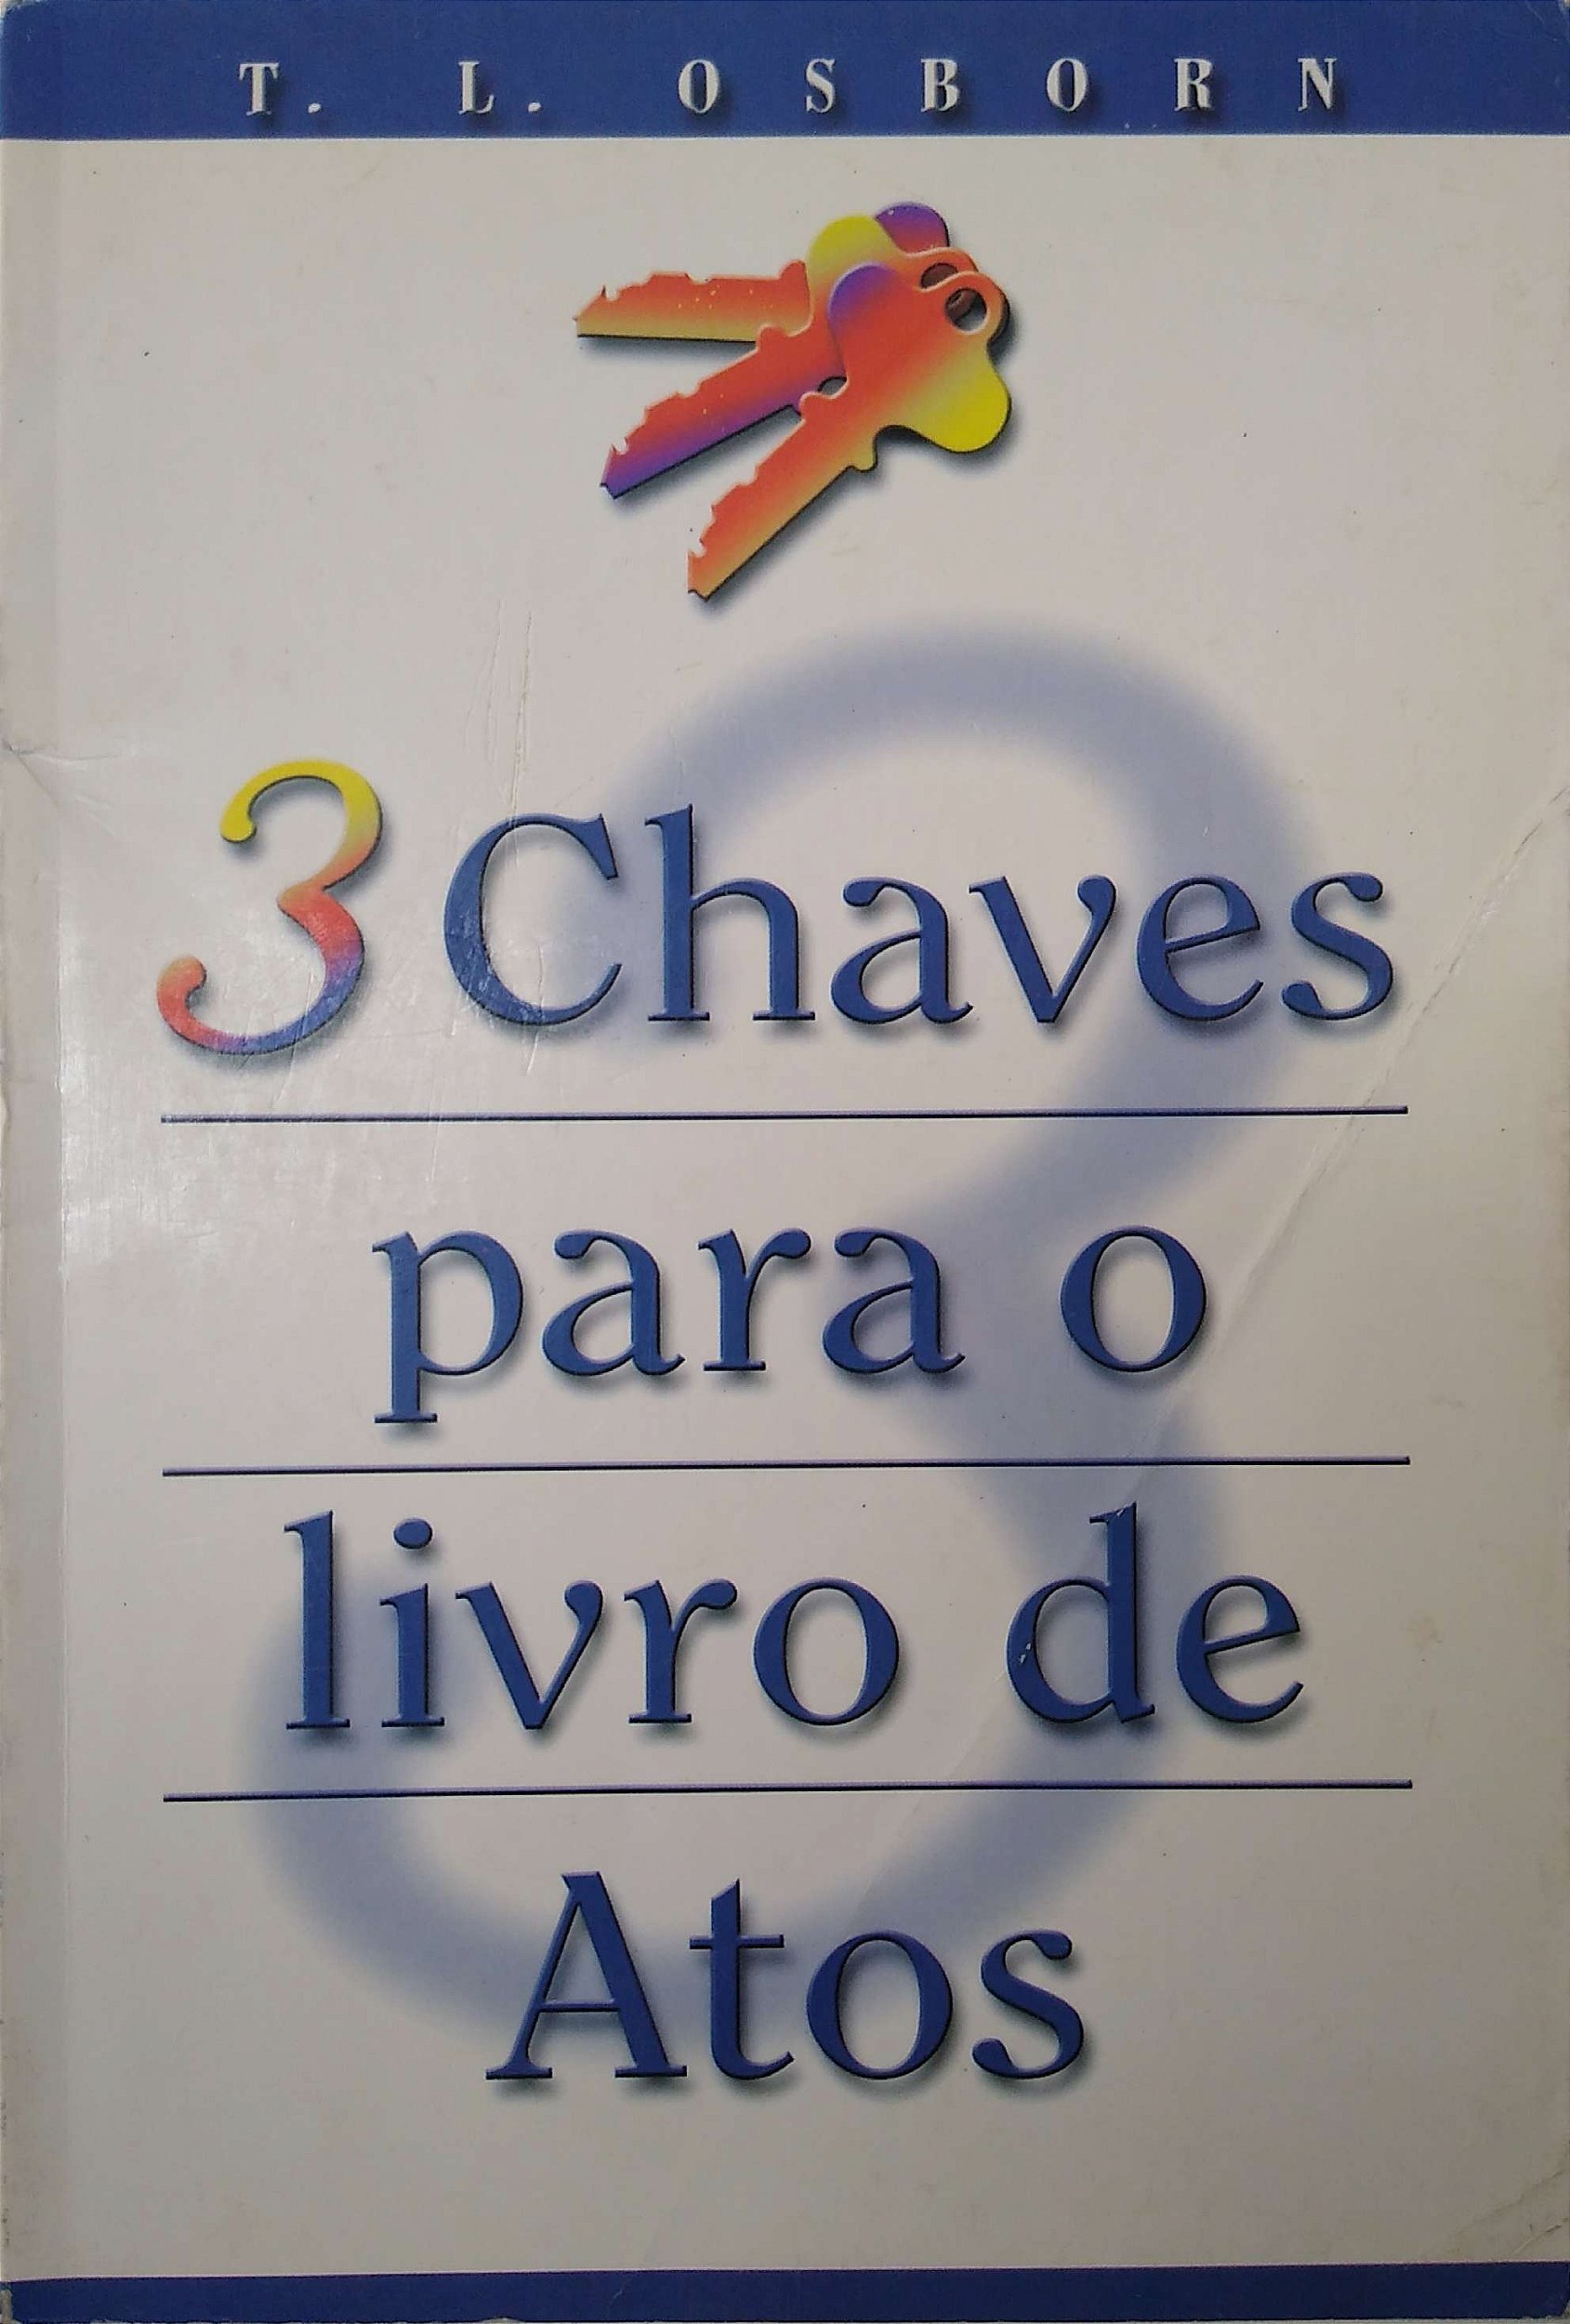 T. L. OSBORN
3 Chaves
para o
livro de
Atos